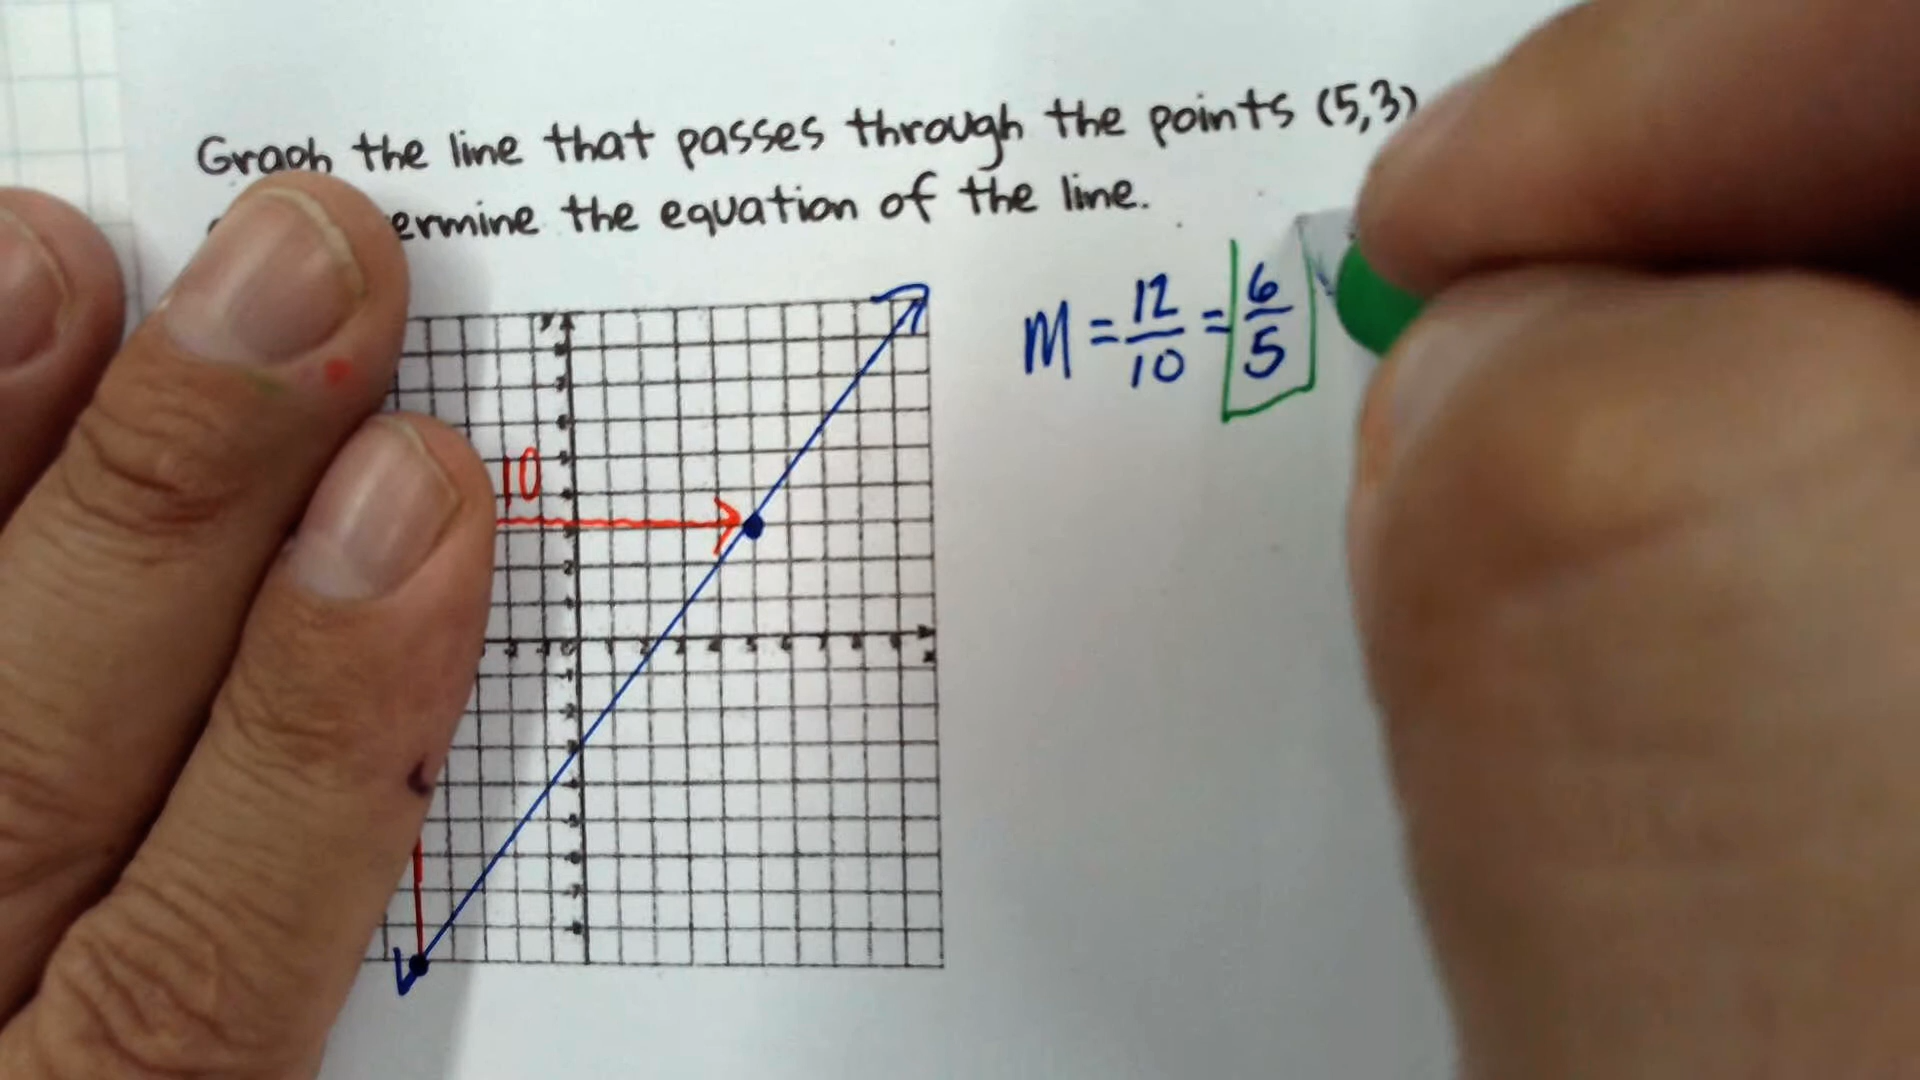 Graph the line that passes through the points (5,3)
ermine the equation of the line.
M = 12/10 = 6/5
10